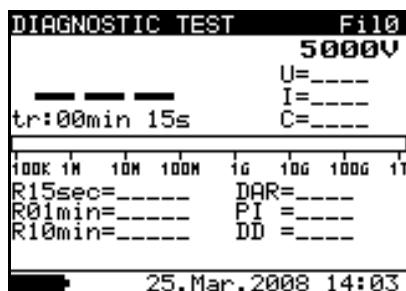 DIAGNOSTIC TEST Fil0
5000V
U=____
I=____
C=____
tr:00min 15s
100K 1M 10M 100M 1G 10G 100G 1T
R15sec=_____ DAR=____
R01min=_____ PI =____
R10min=_____ DD =____
25.Mar.2008 14:03